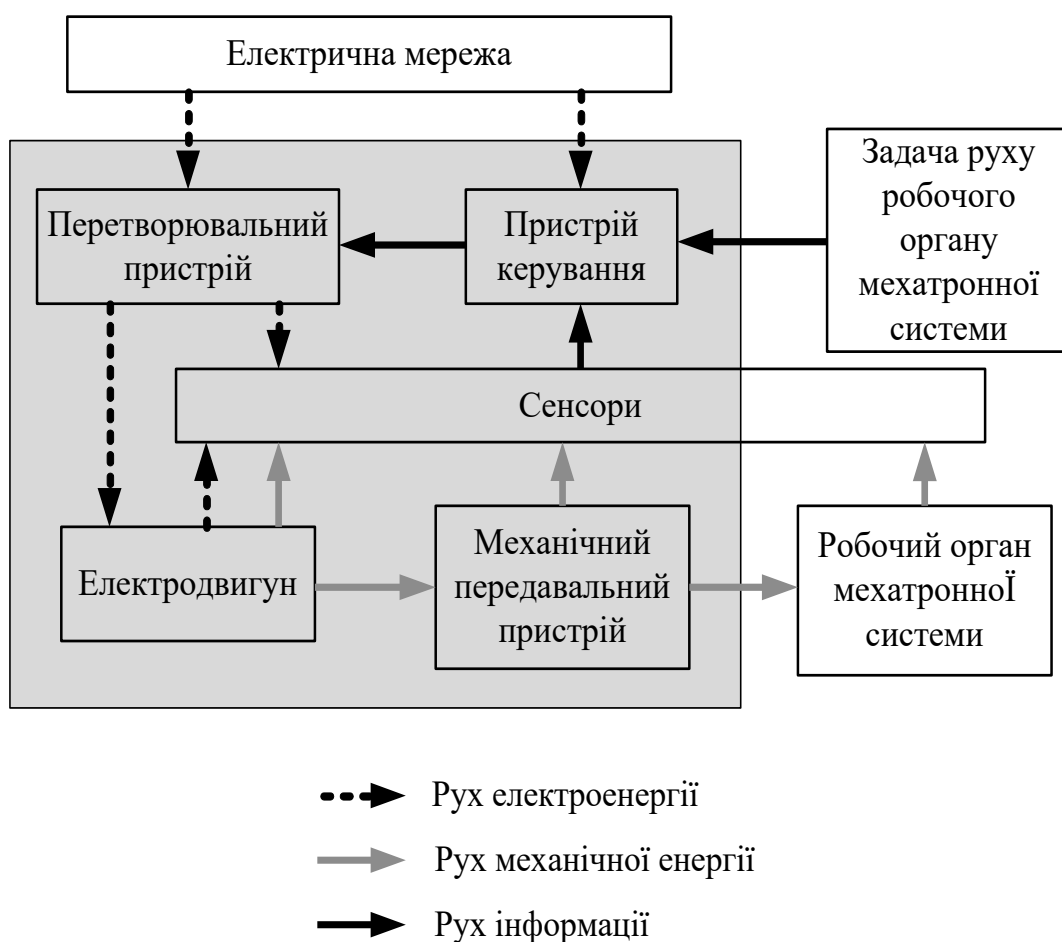 Електрична мережа
Перетворювальний
пристрій
Пристрій
керування
Задача руху
робочого
органу
мехатронної
системи
Сенсори
Електродвигун
Механічний
передавальний
пристрій
Робочий орган
мехатронноЇ
системи
Рух електроенергії
Рух механічної енергії
Рух інформації